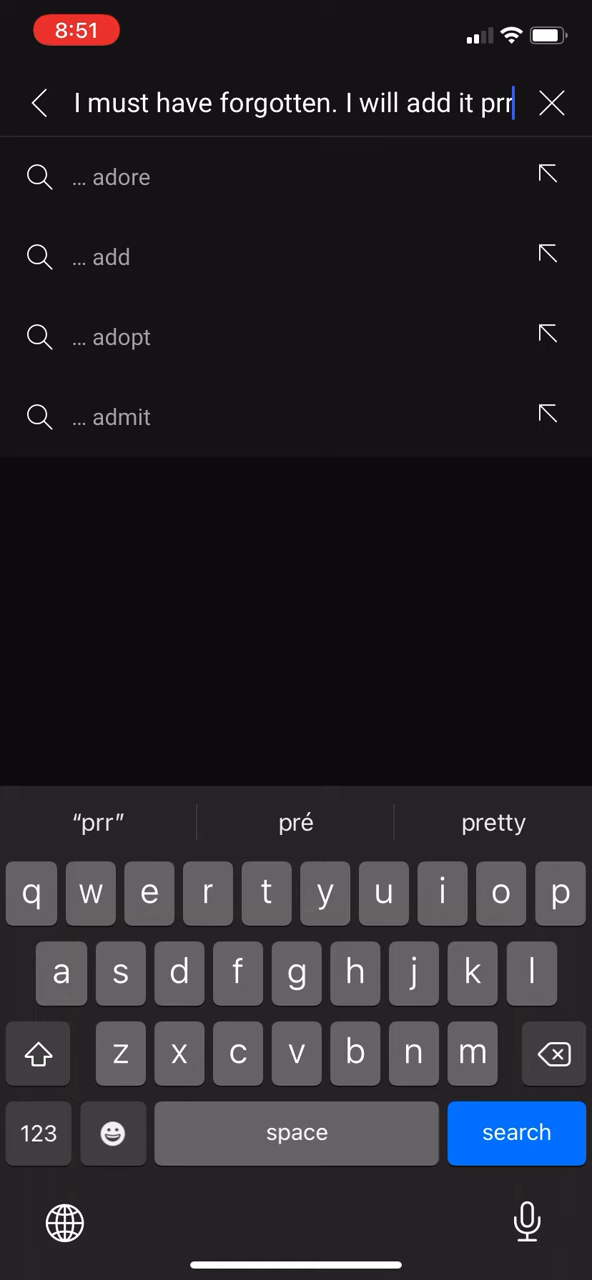 8:51
I must have forgotten. I will add it prr
... adore
... add
... adopt
... admit
“prr” pré pretty
q w e r t y u i o p
a s d f g h j k l
z x c v b n m
123 space search